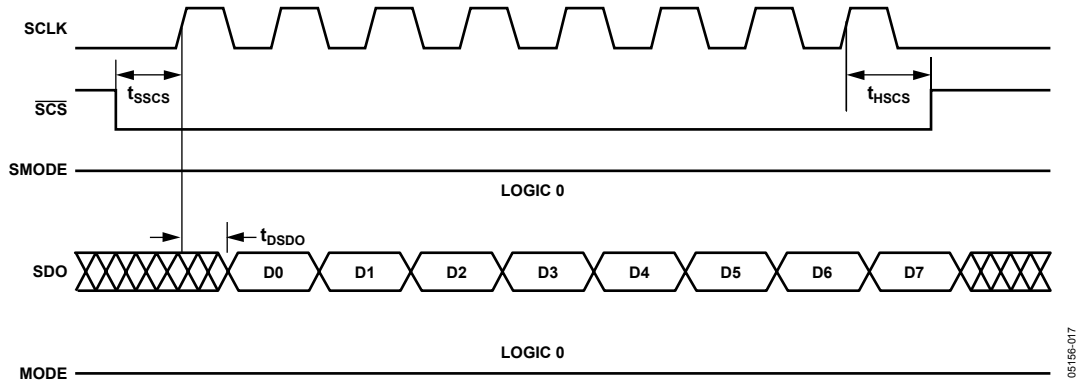 SCLK
tSSCS
tHSCS
SCS
SMODE
LOGIC 0
tDSDO
SDO D0 D1 D2 D3 D4 D5 D6 D7
LOGIC 0
MODE
05156-017